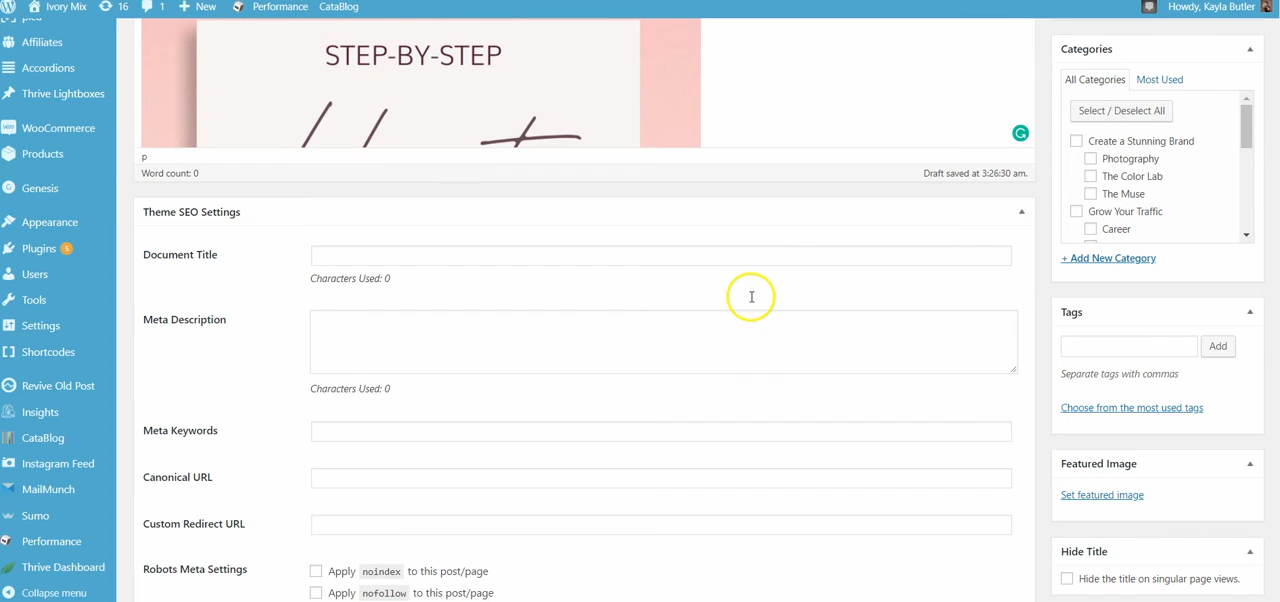 Ivory Mix 16 1 New Performance CataBlog Howdy, Kayla Butler
Affiliates
Accordions
Thrive Lightboxes
WooCommerce
Products
Genesis
Appearance
Plugins 5
Users
Tools
Settings
Shortcodes
Revive Old Post
Insights
CataBlog
Instagram Feed
MailMunch
Sumo
Performance
Thrive Dashboard
Collapse menu
STEP-BY-STEP
p
Word count: 0 Draft saved at 3:26:30 am.
Theme SEO Settings
Document Title
Characters Used: 0
Meta Description
Characters Used: 0
Meta Keywords
Canonical URL
Custom Redirect URL
Robots Meta Settings
Apply noindex to this post/page
Apply nofollow to this post/page
Categories
All Categories Most Used
Select / Deselect All
Create a Stunning Brand
Photography
The Color Lab
The Muse
Grow Your Traffic
Career
+ Add New Category
Tags
Add
Separate tags with commas
Choose from the most used tags
Featured Image
Set featured image
Hide Title
Hide the title on singular page views.